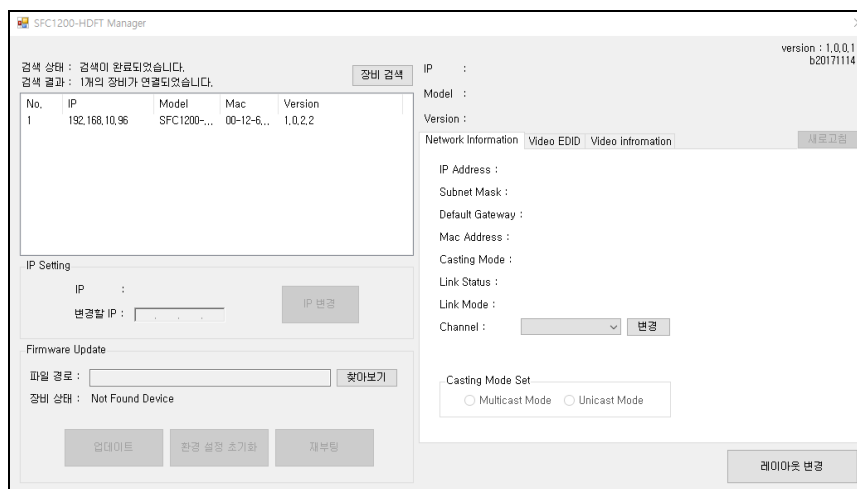 SFC1200-HDFT Manager
version : 1,0,0,1
b20171114
검색 상태 : 검색이 완료되었습니다.
검색 결과 : 1개의 장비가 연결되었습니다.
장비 검색
No. IP Model Mac Version
1 192,168,10,96 SFC1200-... 00-12-6... 1,0,2,2
IP Setting
IP :
변경할 IP : . . .
IP 변경
Firmware Update
파일 경로 :
찾아보기
장비 상태 : Not Found Device
업데이트
환경 설정 초기화
재부팅
IP :
Model :
Version :
Network Information
Video EDID
Video infromation
새로고침
IP Address :
Subnet Mask :
Default Gateway :
Mac Address :
Casting Mode :
Link Status :
Link Mode :
Channel :
변경
Casting Mode Set
Multicast Mode
Unicast Mode
레이아웃 변경